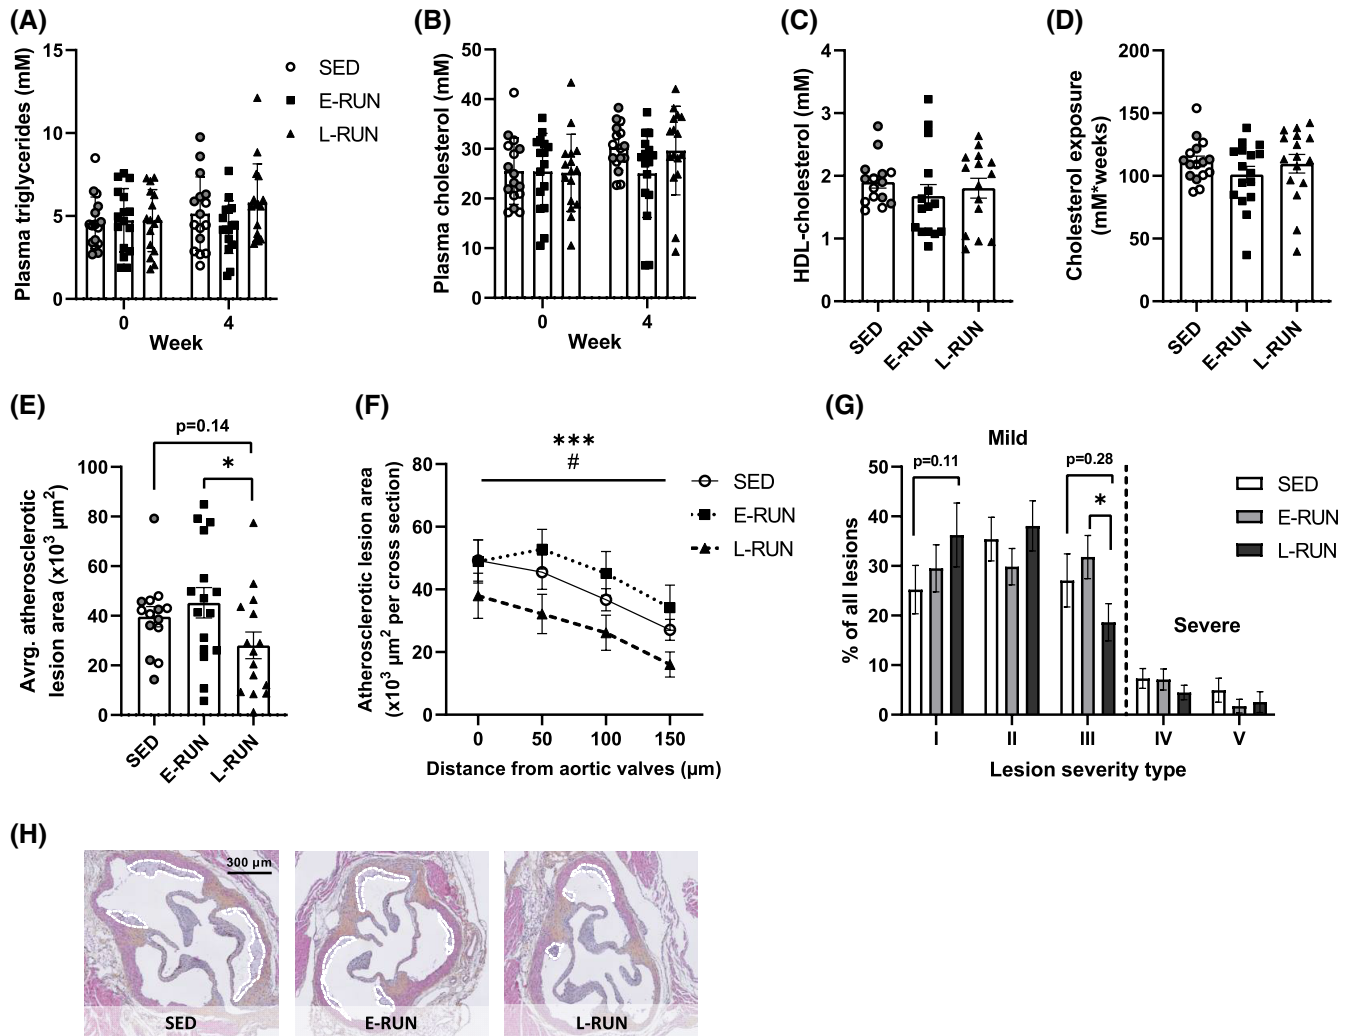 (A)
Plasma triglycerides (mM)
15
10
5
0
0
4
Week
SED
E-RUN
L-RUN
(B)
Plasma cholesterol (mM)
50
40
30
20
10
0
0
4
Week
(C)
HDL-cholesterol (mM)
4
3
2
1
0
SED
E-RUN
L-RUN
(D)
Cholesterol exposure
(mM*weeks)
200
150
100
50
0
SED
E-RUN
L-RUN
(E)
Avrg. atherosclerotic
lesion area (x10³ µm²)
100
80
60
40
20
0
p=0.14
*
SED
E-RUN
L-RUN
(F)
Atherosclerotic lesion area
(x10³ µm² per cross section)
80
60
40
20
0
***
#
0
50
100
150
Distance from aortic valves (µm)
SED
E-RUN
L-RUN
(G)
% of all lesions
50
40
30
20
10
0
Mild
p=0.11
p=0.28
*
Severe
I
II
III
IV
V
Lesion severity type
SED
E-RUN
L-RUN
(H)
300 µm
SED
E-RUN
L-RUN